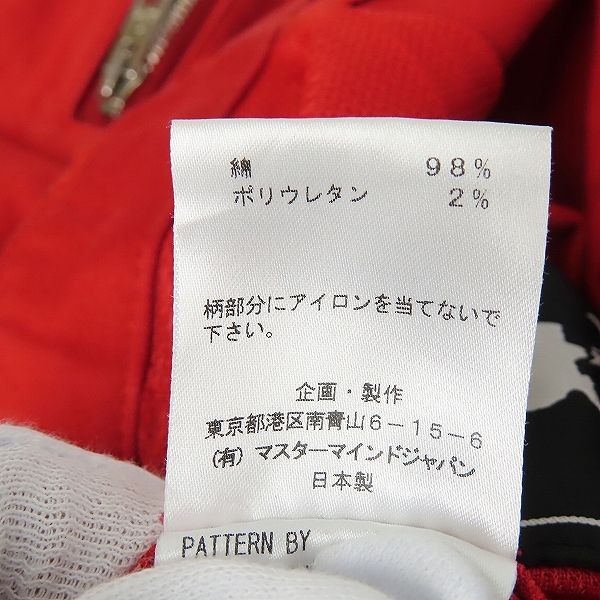 綿 98%
ポリウレタン 2%
柄部分にアイロンを当てないで
下さい。
企画・製作
東京都港区南青山6-15-6
(有)マスターマインドジャパン
日本製
PATTERN BY